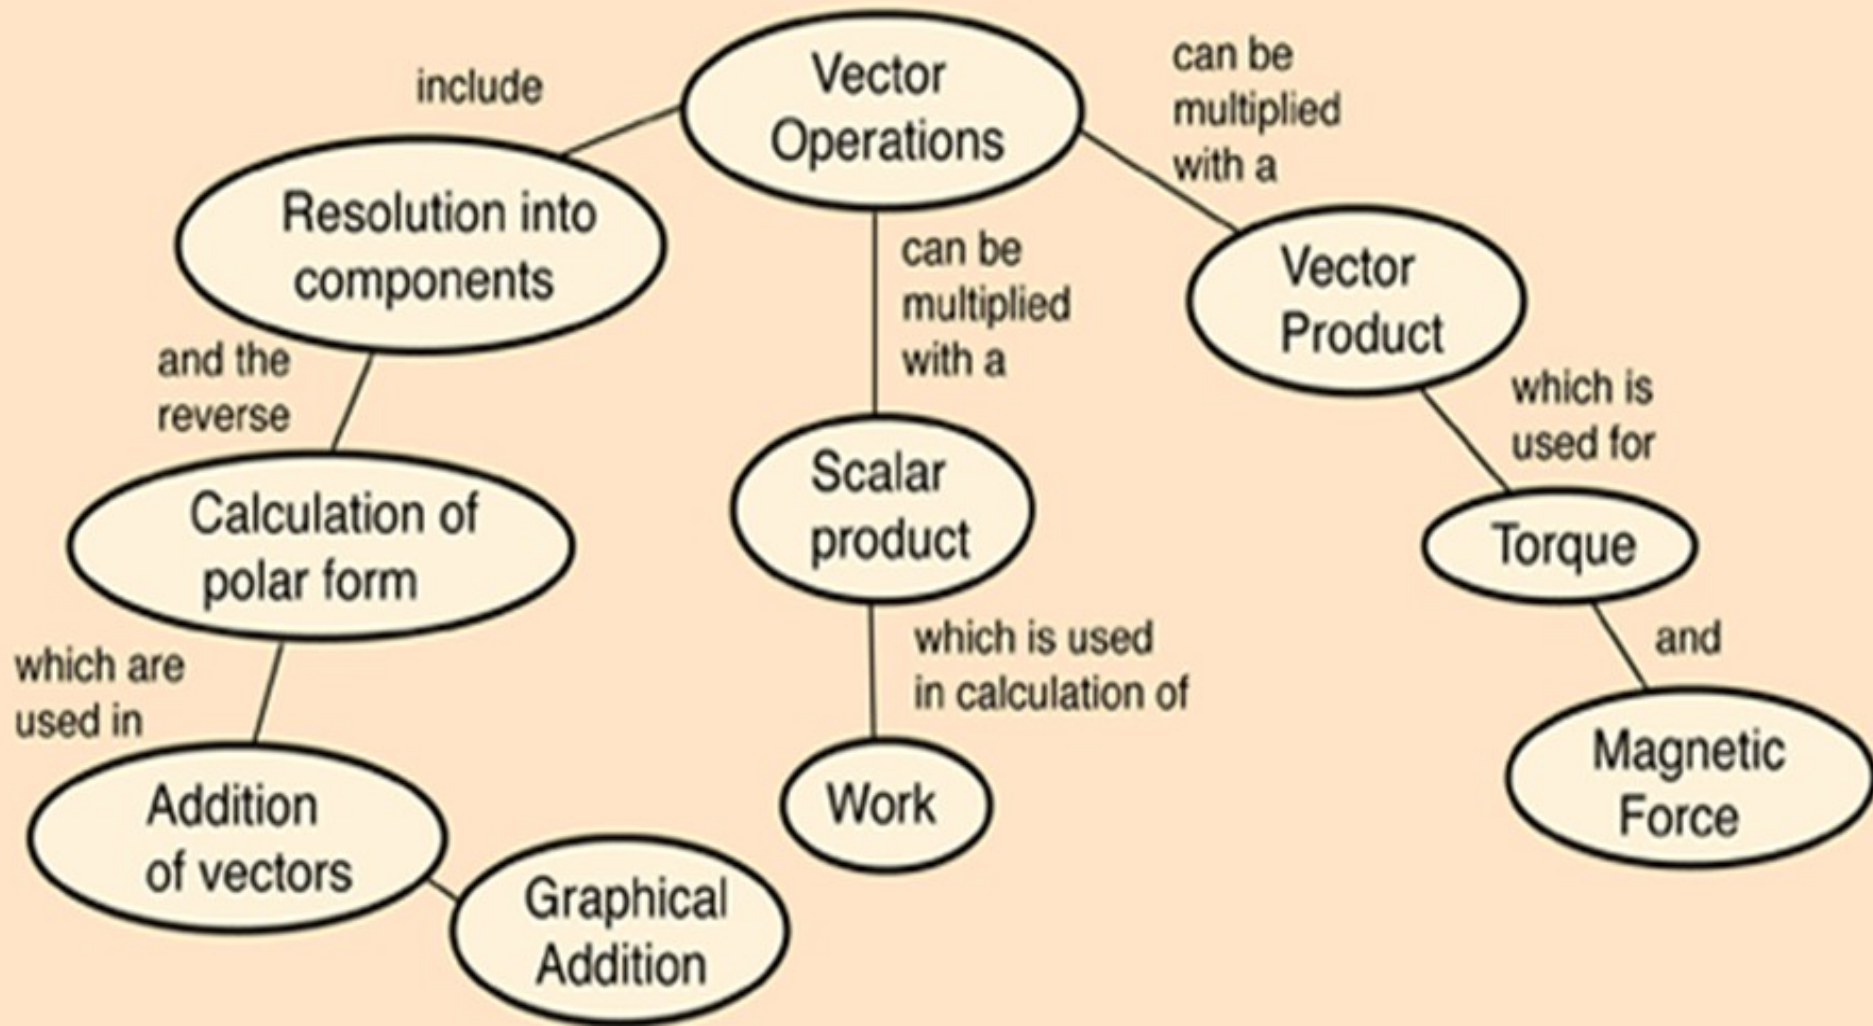 Vector
Operations
include
Resolution into
components
and the
reverse
Calculation of
polar form
which are
used in
Addition
of vectors
Graphical
Addition
can be
multiplied
with a
Scalar
product
which is used
in calculation of
Work
can be
multiplied
with a
Vector
Product
which is
used for
Torque
and
Magnetic
Force